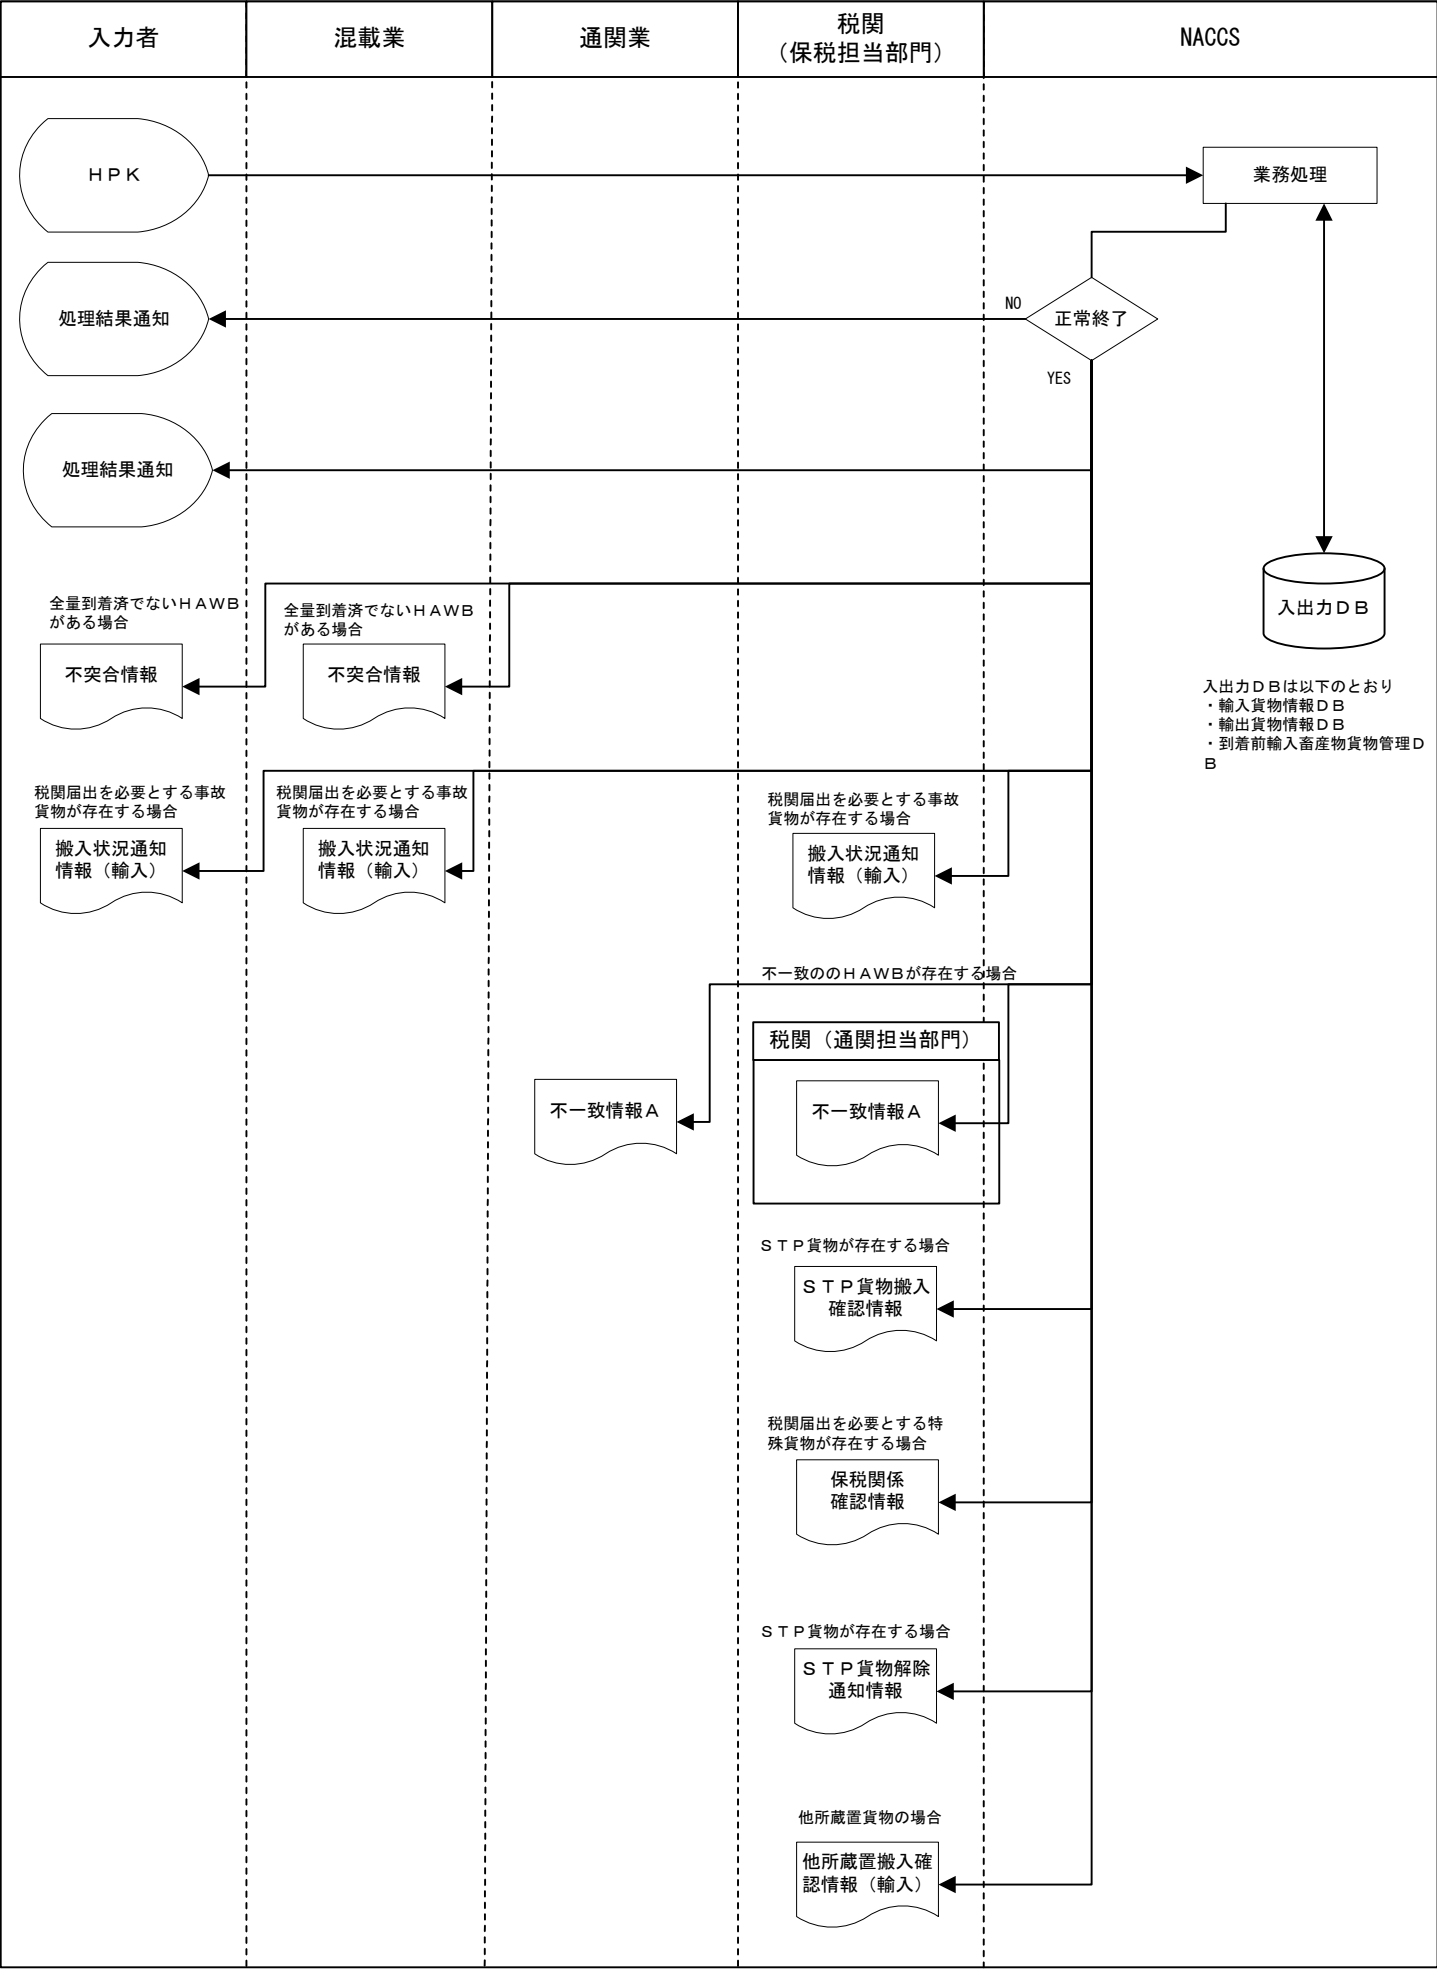 入力者
混載業
通関業
税関
（保税担当部門）
NACCS
ＨＰＫ
業務処理
処理結果通知
NO
正常終了
YES
処理結果通知
入出力ＤＢ
入出力ＤＢは以下のとおり
・輸入貨物情報ＤＢ
・輸出貨物情報ＤＢ
・到着前輸入畜産物貨物管理Ｄ
Ｂ
全量到着済でないＨＡＷＢ
がある場合
不突合情報
全量到着済でないＨＡＷＢ
がある場合
不突合情報
税関届出を必要とする事故
貨物が存在する場合
搬入状況通知
情報（輸入）
税関届出を必要とする事故
貨物が存在する場合
搬入状況通知
情報（輸入）
税関届出を必要とする事故
貨物が存在する場合
搬入状況通知
情報（輸入）
不一致ののＨＡＷＢが存在する場合
税関（通関担当部門）
不一致情報Ａ
不一致情報Ａ
ＳＴＰ貨物が存在する場合
ＳＴＰ貨物搬入
確認情報
税関届出を必要とする特
殊貨物が存在する場合
保税関係
確認情報
ＳＴＰ貨物が存在する場合
ＳＴＰ貨物解除
通知情報
他所蔵置貨物の場合
他所蔵置搬入確
認情報（輸入）